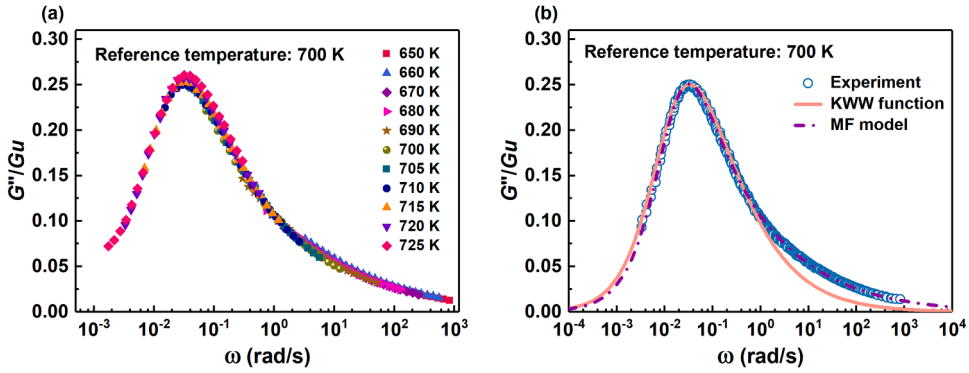 (a)
Reference temperature: 700 K
0.30
0.25
0.20
0.15
0.10
0.05
0.00
G''/Gu
650 K
660 K
670 K
680 K
690 K
700 K
705 K
710 K
715 K
720 K
725 K
10⁻³ 10⁻² 10⁻¹ 10⁰ 10¹ 10² 10³
ω (rad/s)
(b)
Reference temperature: 700 K
0.30
0.25
0.20
0.15
0.10
0.05
0.00
G''/Gu
Experiment
KWW function
MF model
10⁻⁴ 10⁻³ 10⁻² 10⁻¹ 10⁰ 10¹ 10² 10³ 10⁴
ω (rad/s)